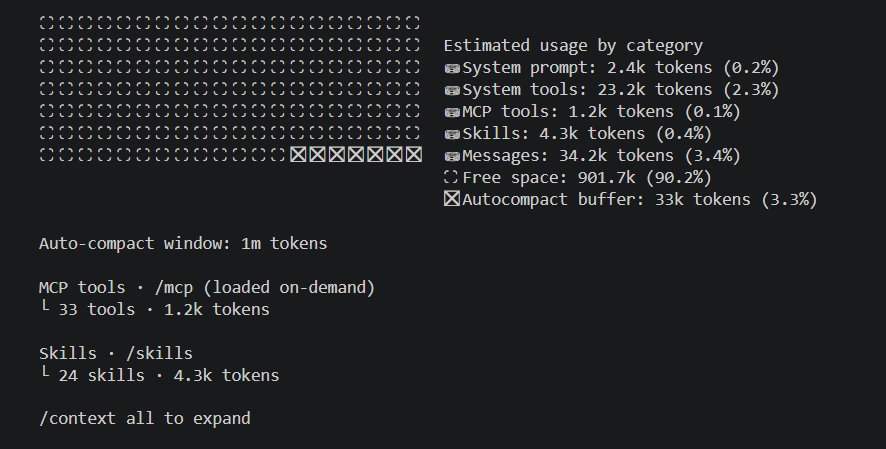 Estimated usage by category
System prompt: 2.4k tokens (0.2%)
System tools: 23.2k tokens (2.3%)
MCP tools: 1.2k tokens (0.1%)
Skills: 4.3k tokens (0.4%)
Messages: 34.2k tokens (3.4%)
Free space: 901.7k (90.2%)
Autocompact buffer: 33k tokens (3.3%)
Auto-compact window: 1m tokens
MCP tools · /mcp (loaded on-demand)
└ 33 tools · 1.2k tokens
Skills · /skills
└ 24 skills · 4.3k tokens
/context all to expand